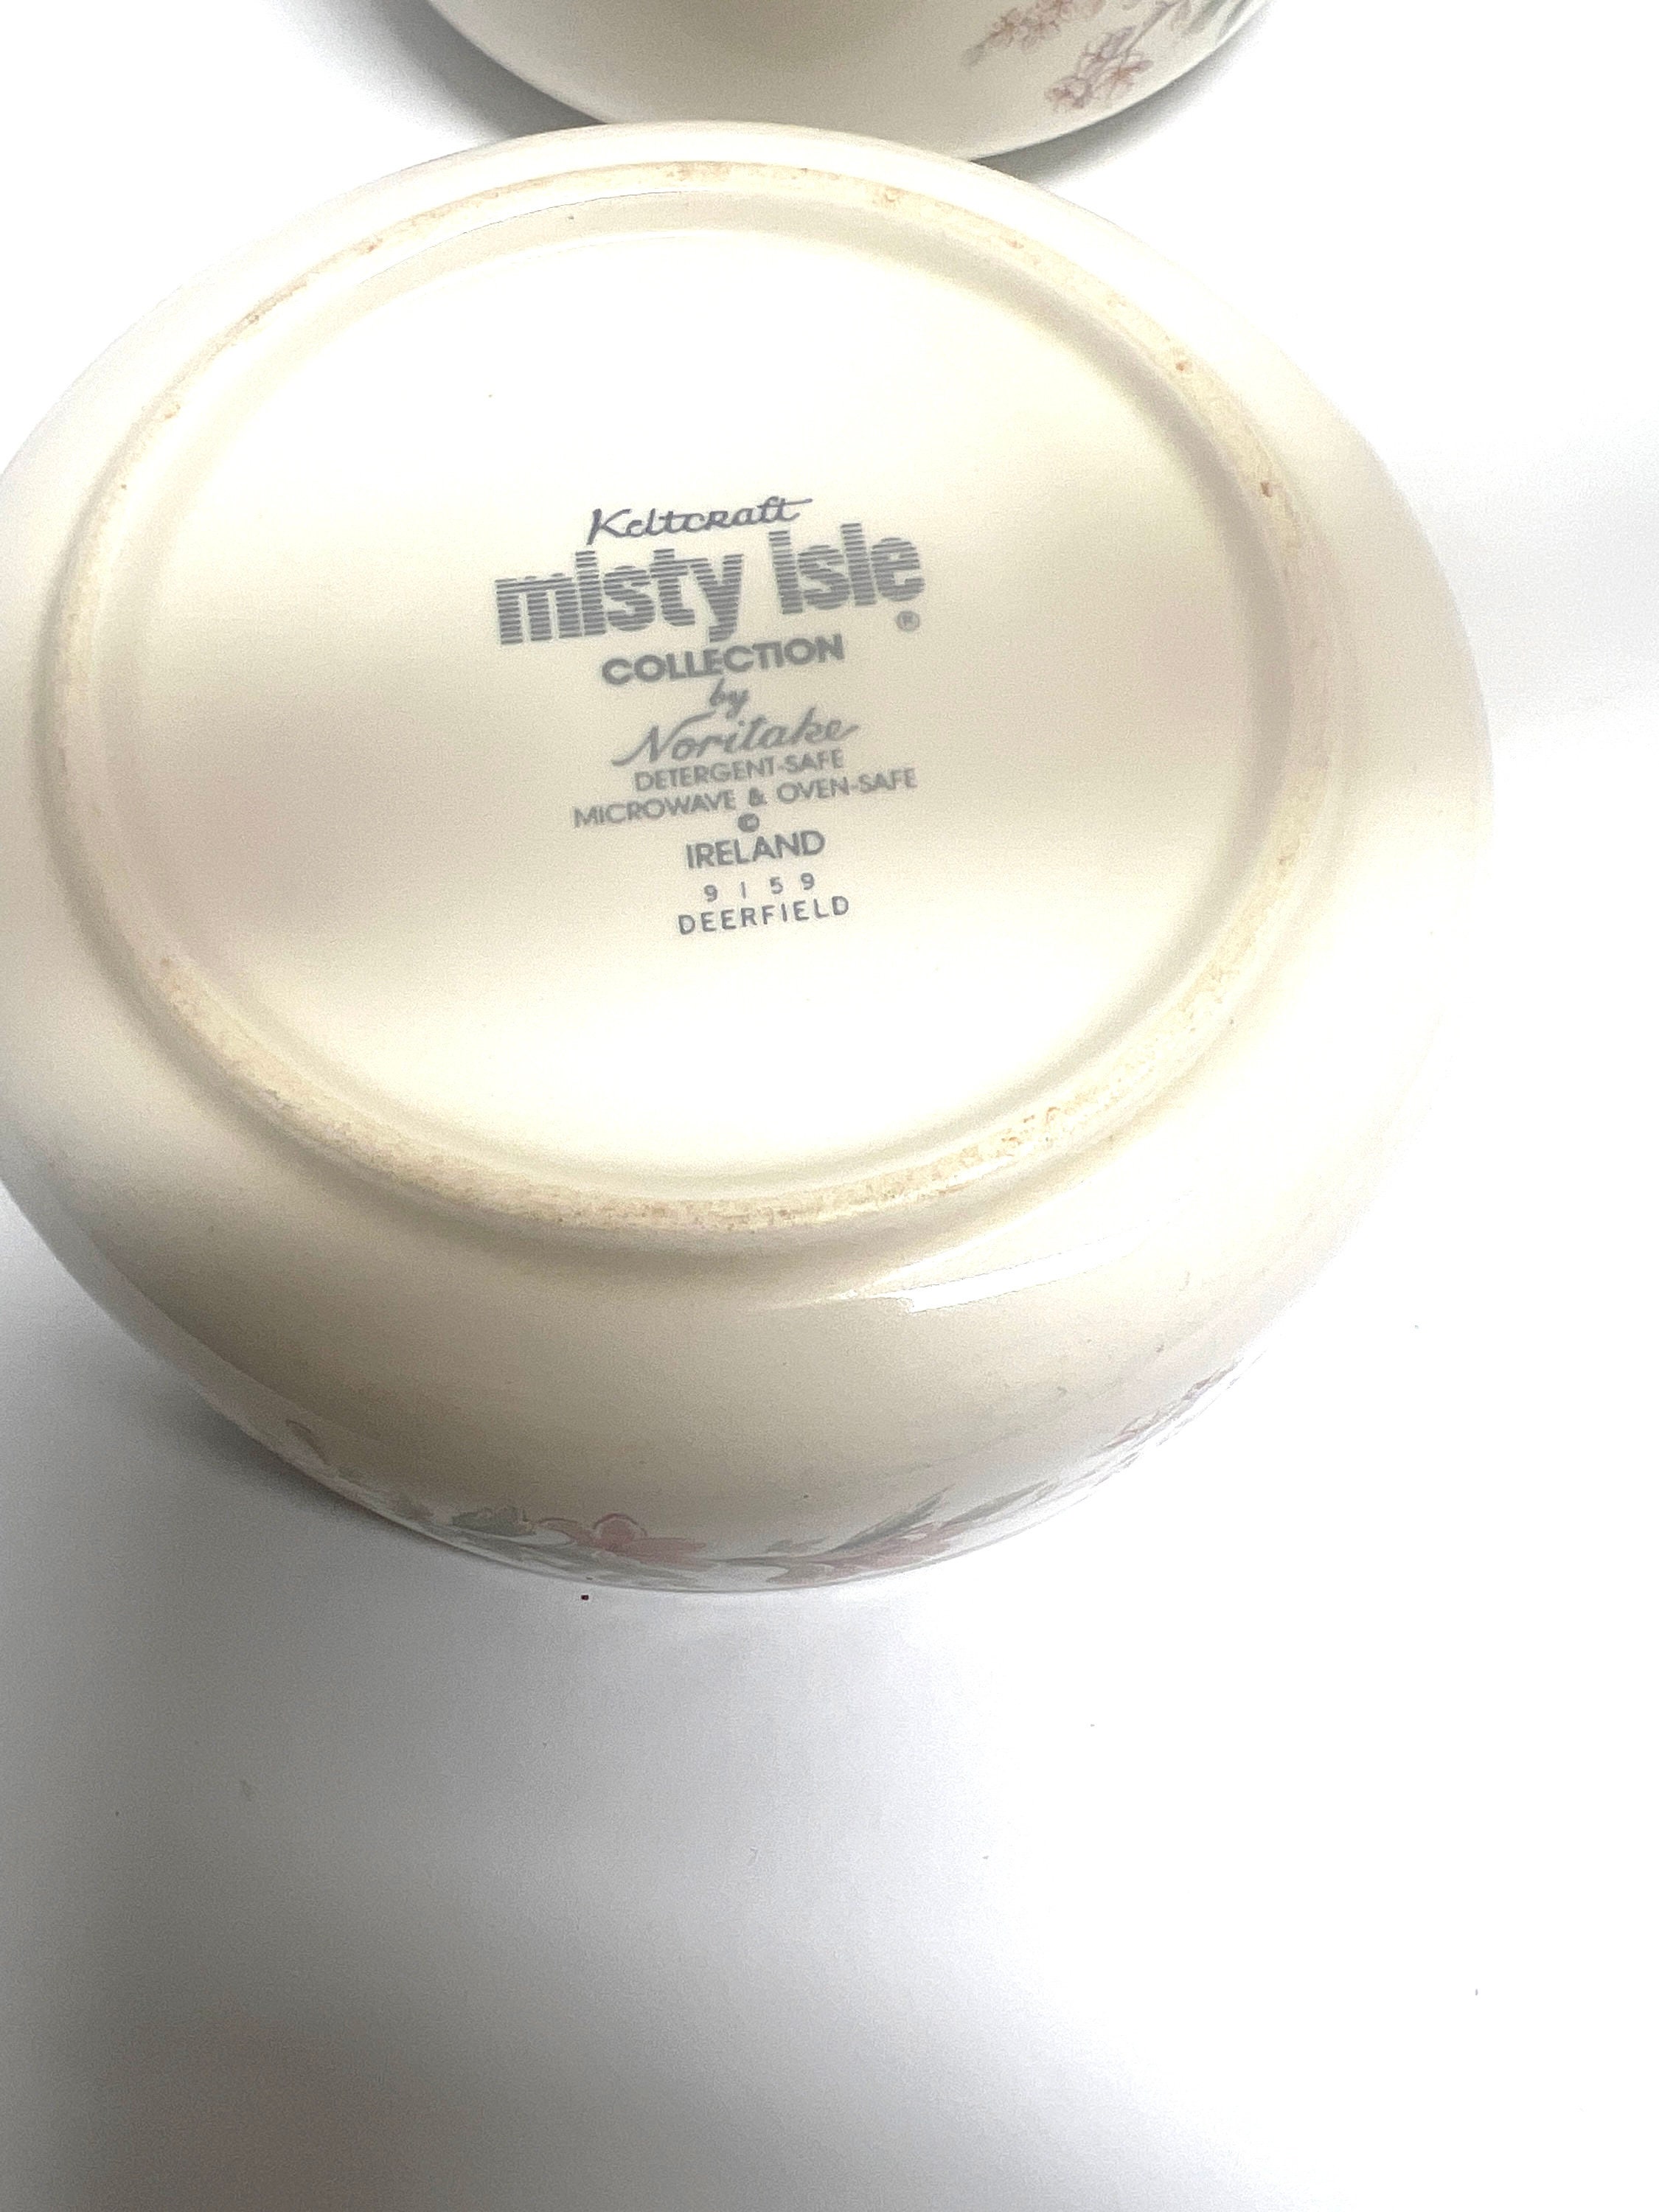 Keltcraft
misty isle
®
COLLECTION
by
Noritake
DETERGENT-SAFE
MICROWAVE & OVEN-SAFE
©
IRELAND
9159
DEERFIELD